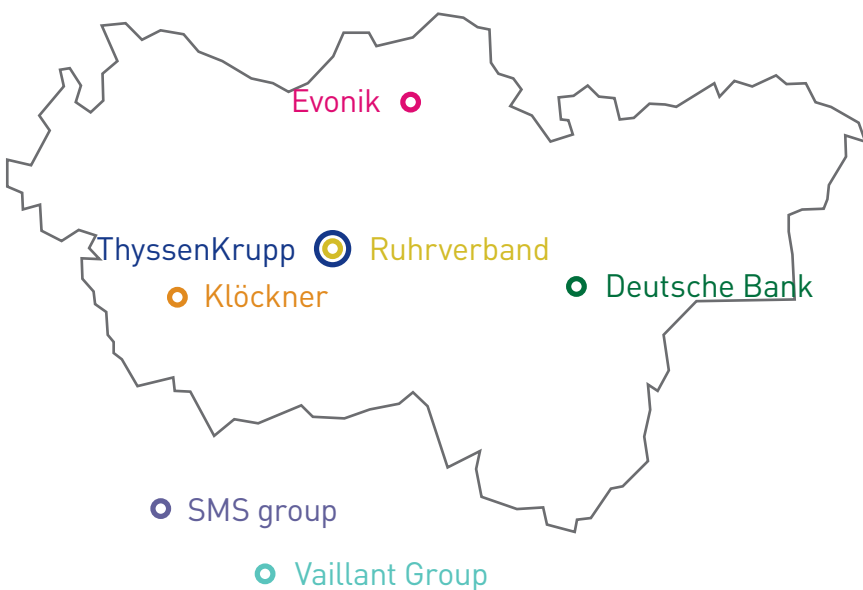 Evonik
ThyssenKrupp
Ruhrverband
Klöckner
Deutsche Bank
SMS group
Vaillant Group